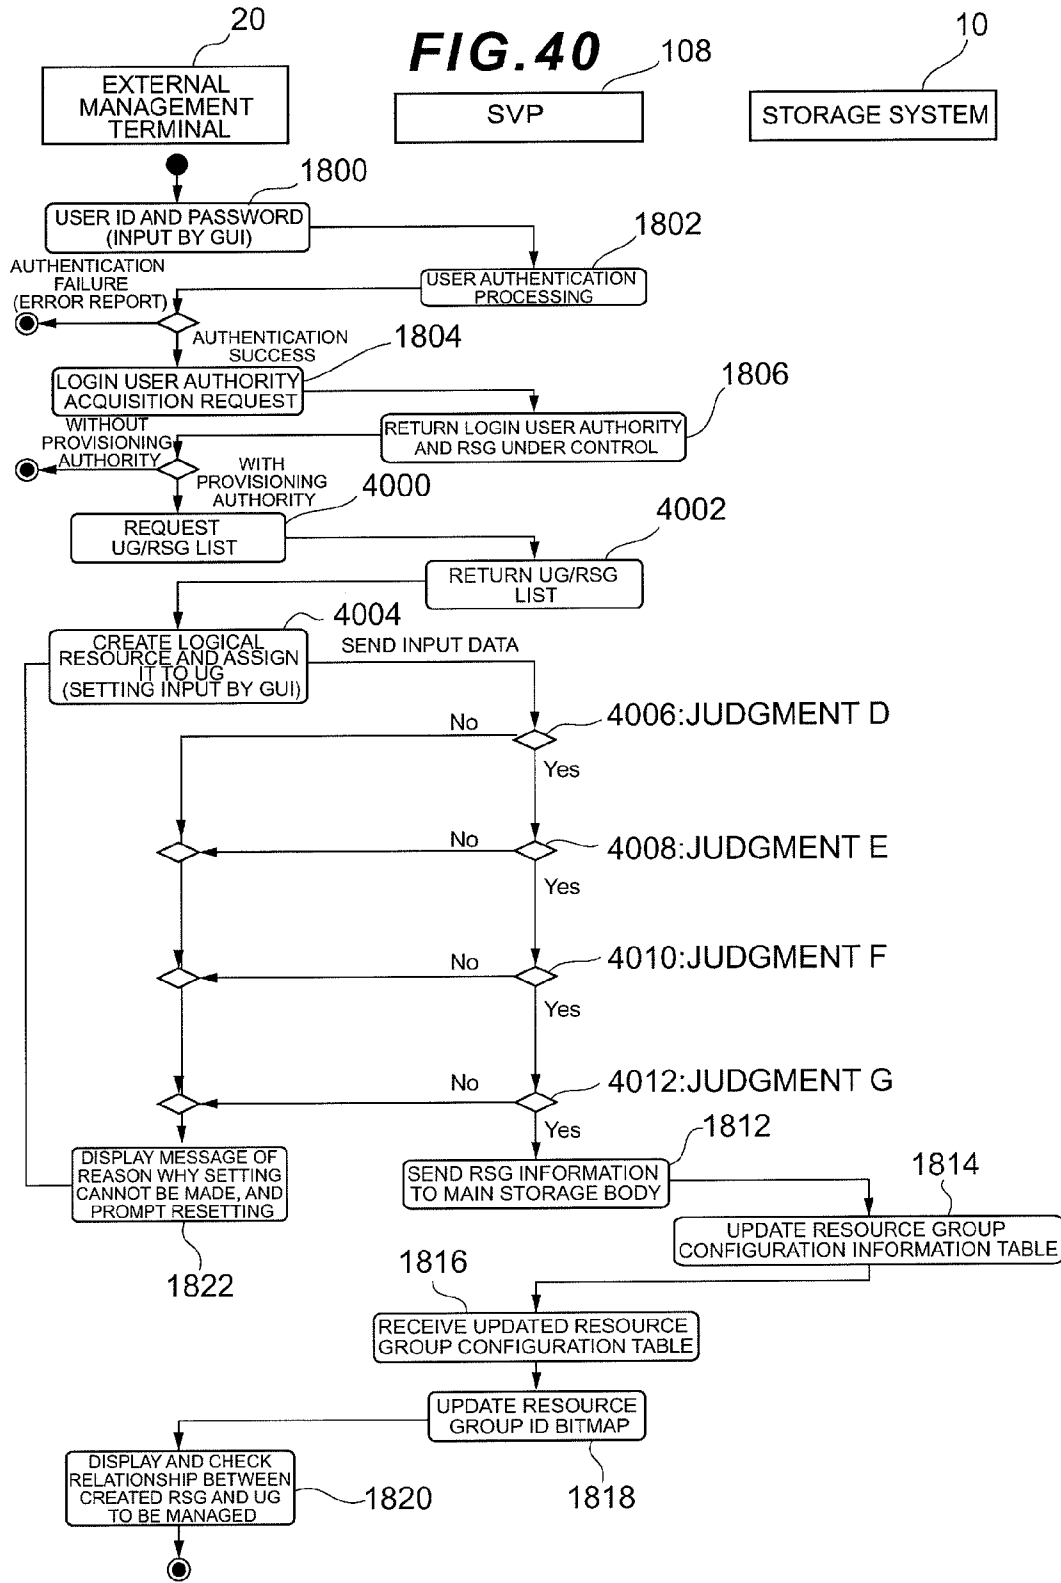 FIG.40
20
108
10
EXTERNAL
MANAGEMENT
TERMINAL
SVP
STORAGE SYSTEM
1800
USER ID AND PASSWORD
(INPUT BY GUI)
1802
USER AUTHENTICATION
PROCESSING
AUTHENTICATION
FAILURE
(ERROR REPORT)
AUTHENTICATION
SUCCESS
1804
LOGIN USER AUTHORITY
ACQUISITION REQUEST
1806
RETURN LOGIN USER AUTHORITY
AND RSG UNDER CONTROL
WITHOUT
PROVISIONING
AUTHORITY
WITH
PROVISIONING
AUTHORITY
4000
REQUEST
UG/RSG LIST
4002
RETURN UG/RSG
LIST
4004
CREATE LOGICAL
RESOURCE AND ASSIGN
IT TO UG
(SETTING INPUT BY GUI)
SEND INPUT DATA
No
4006:JUDGMENT D
Yes
No
4008:JUDGMENT E
Yes
No
4010:JUDGMENT F
Yes
No
4012:JUDGMENT G
Yes
1812
DISPLAY MESSAGE OF
REASON WHY SETTING
CANNOT BE MADE, AND
PROMPT RESETTING
1822
SEND RSG INFORMATION
TO MAIN STORAGE BODY
1814
UPDATE RESOURCE GROUP
CONFIGURATION INFORMATION TABLE
1816
RECEIVE UPDATED RESOURCE
GROUP CONFIGURATION TABLE
UPDATE RESOURCE
GROUP ID BITMAP
1818
DISPLAY AND CHECK
RELATIONSHIP BETWEEN
CREATED RSG AND UG
TO BE MANAGED
1820